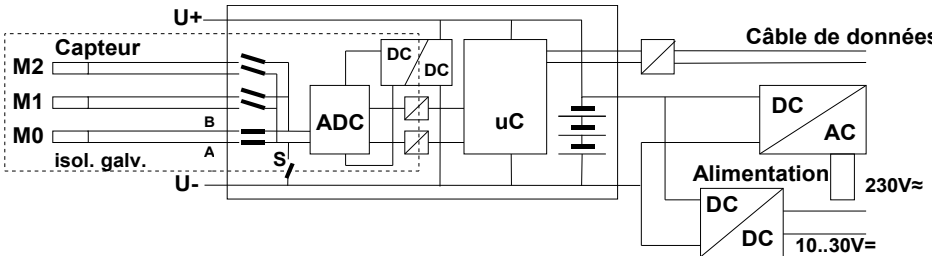 U+
Capteur
M2
M1
M0
B
A
isol. galv.
S
U-
ADC
DC
DC
uC
Câble de données
DC
AC
Alimentation
230V≈
DC
DC
10..30V=